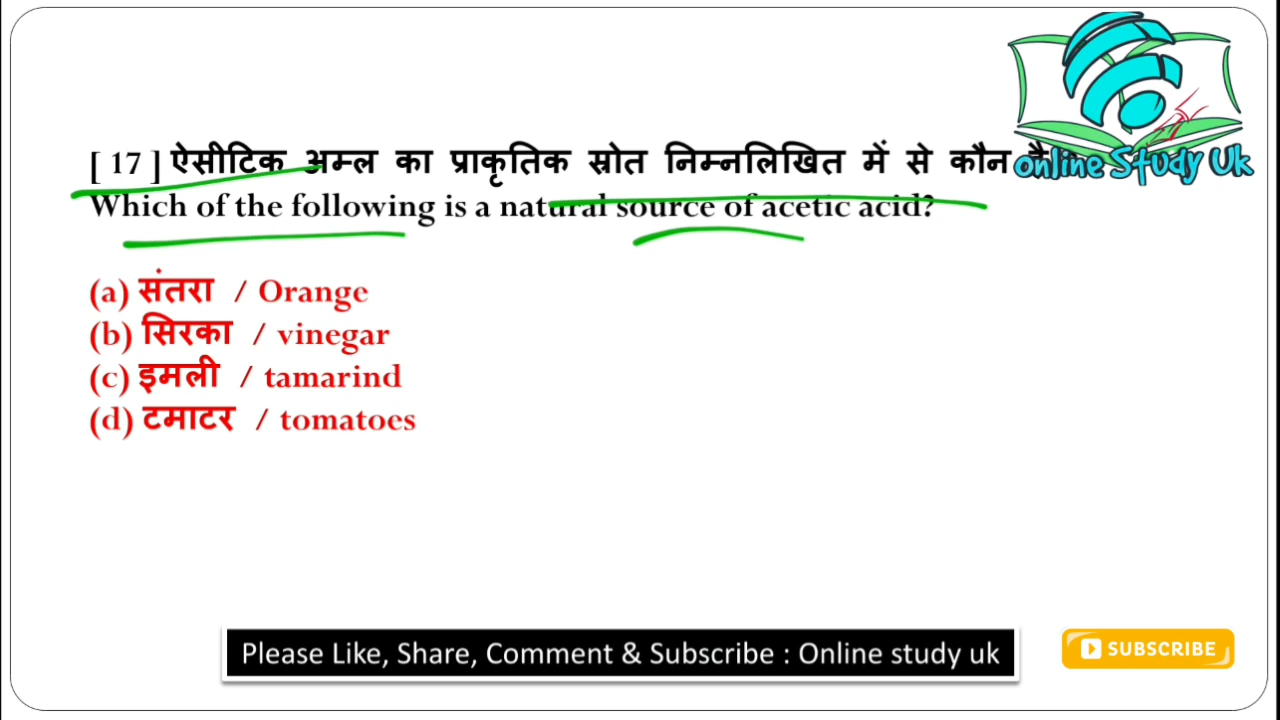 [ 17 ] ऐसीटिक अम्ल का प्राकृतिक स्रोत निम्नलिखित में से कौन
Which of the following is a natural source of acetic acid?
(a) संतरा / Orange
(b) सिरका / vinegar
(c) इमली / tamarind
(d) टमाटर / tomatoes
online Study Uk
Please Like, Share, Comment & Subscribe : Online study uk
SUBSCRIBE